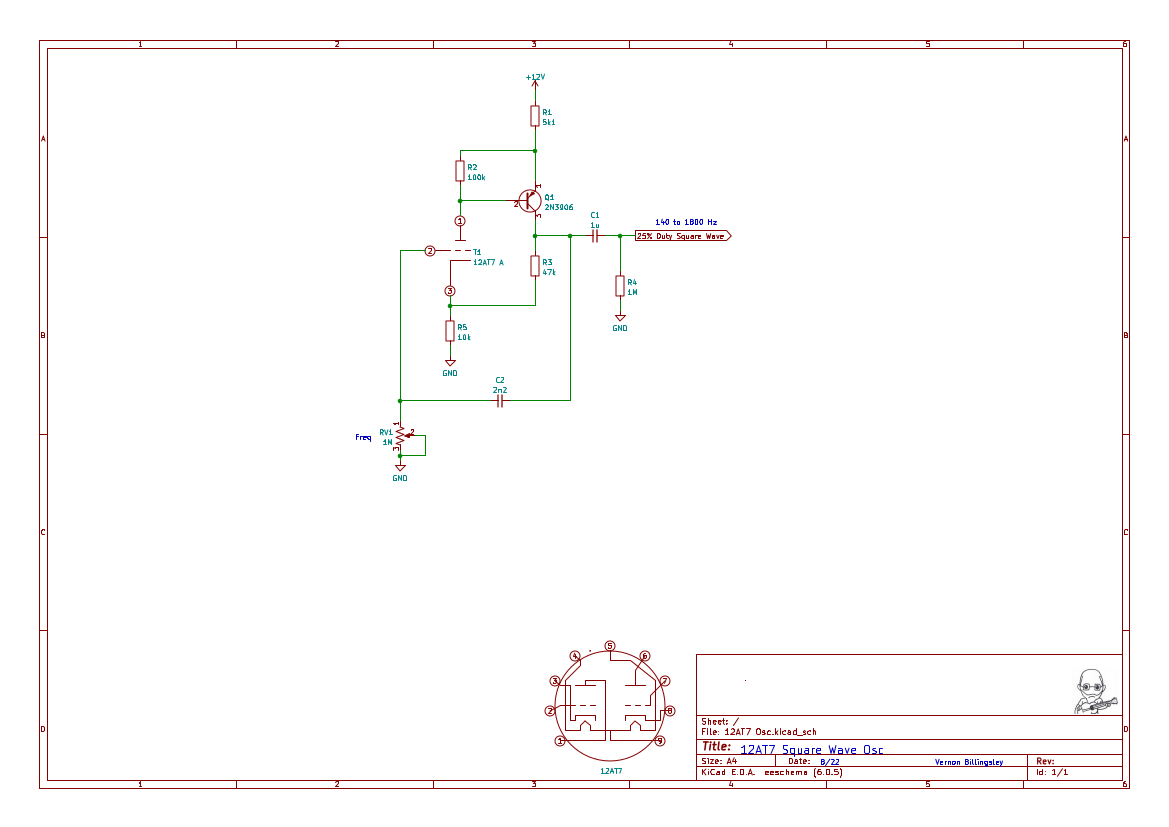 1 2 3 4 5 6
+12V
R1
5k1
A A
R2
100k
1
2
Q1
2N3906
3
C1
1u
140 to 1800 Hz
25% Duty Square Wave
1
2
T1
12AT7 A
R3
47k
3
R4
1M
GND
R5
10k
B B
GND
C2
2n2
1
Freq
RV1
1M
2
3
GND
C C
5
4 6
3 7
2 8
1 9
12AT7
D D
Sheet: /
File: 12AT7 Osc.kicad_sch
Title: 12AT7 Square Wave Osc
Size: A4 Date: 8/22 Vernon Billingsley Rev:
KiCad E.D.A. eeschema (6.0.5) Id: 1/1
1 2 3 4 5 6